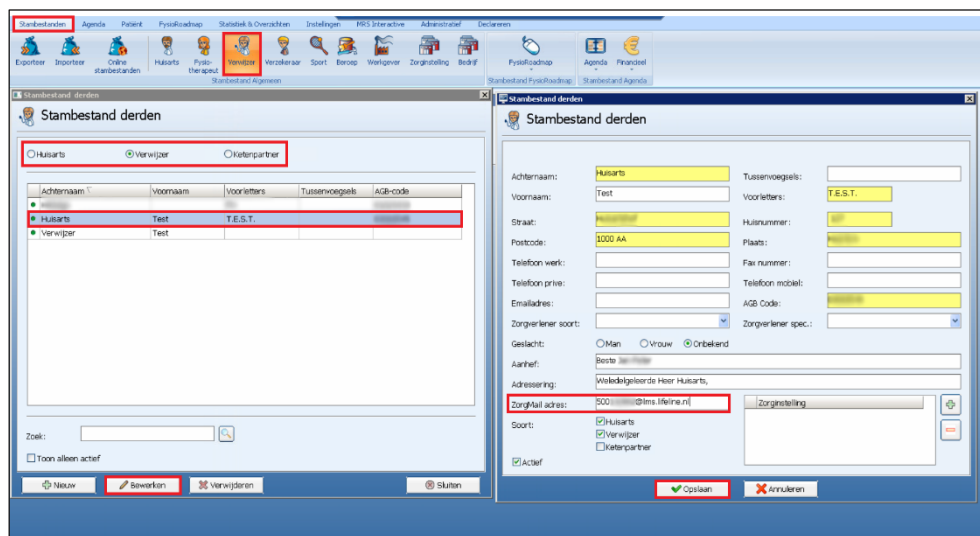 Stambestanden Agenda Patiënt FysioRoadmap Statistiek & Overzichten Instellingen MRS Interactive Administratief Declareren
Exporteer Importeer Online stambestanden Huisarts Fysio-therapeut Verwijzer Verzekeraar Sport Beroep Werkgever Zorginstelling Bedrijf FysioRoadmap Agenda Financieel
Stambestand Algemeen Stambestand FysioRoadmap Stambestand Agenda
Stambestand derden
Stambestand derden
Huisarts Verwijzer Ketenpartner
Achternaam Voornaam Voorletters Tussenvoegsels AGB-code
Huisarts Test T.E.S.T.
Verwijzer Test
Zoek:
Toon alleen actief
Nieuw Bewerken Verwijderen Sluiten
Stambestand derden
Stambestand derden
Achternaam: Huisarts Tussenvoegsels:
Voornaam: Test Voorletters: T.E.S.T.
Straat: Huisnummer:
Postcode: 1000 AA Plaats:
Telefoon werk: Fax nummer:
Telefoon prive: Telefoon mobiel:
Emailadres: AGB Code:
Zorgverlener soort: Zorgverlener spec.:
Geslacht: Man Vrouw Onbekend
Aanhef: Beste
Adressering: Weledelgeleerde Heer Huisarts,
ZorgMail adres: 500 @lms.lifeline.nl Zorginstelling
Soort: Huisarts
Verwijzer
Ketenpartner
Actief
Opslaan Annuleren